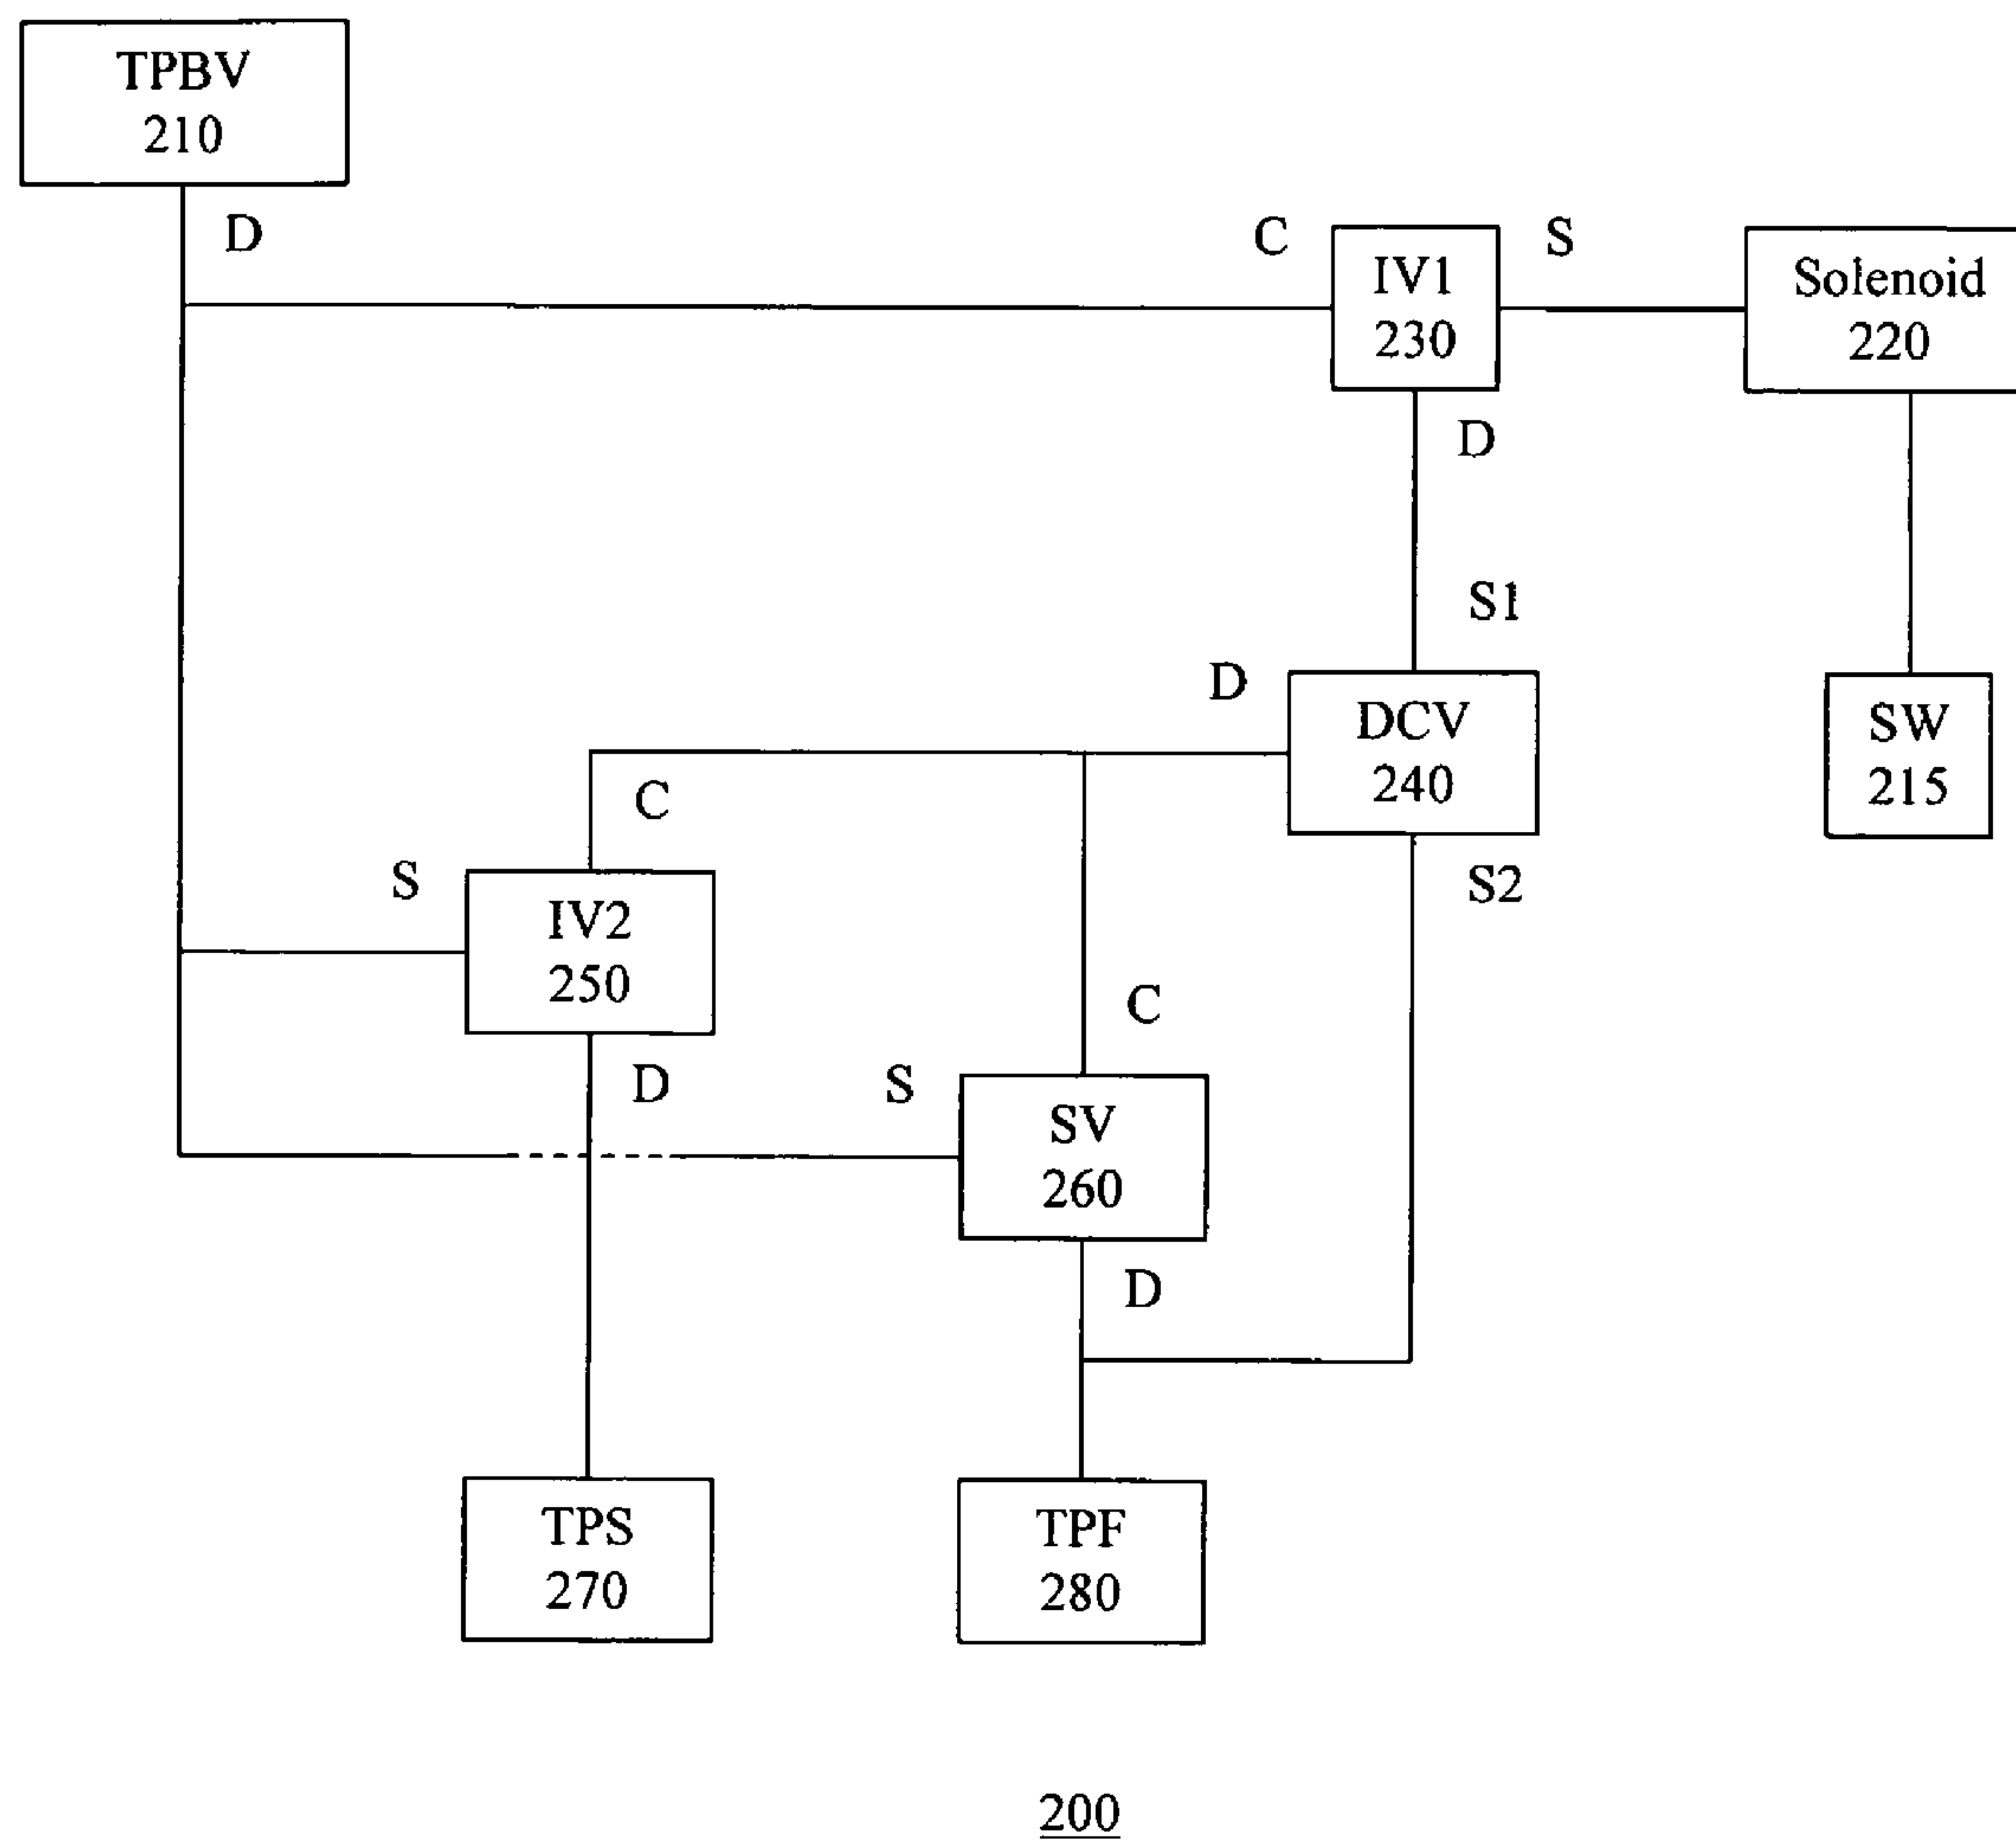 TPBV
210
D
C
IV1
230
S
Solenoid
220
D
S1
D
DCV
240
SW
215
C
S
IV2
250
S2
C
D
S
SV
260
D
TPS
270
TPF
280
200